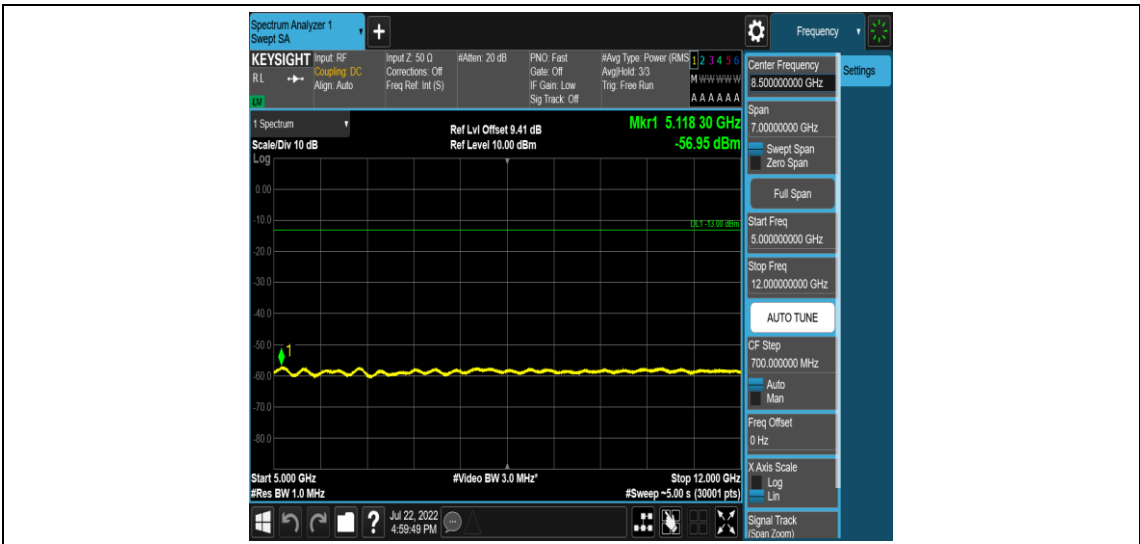 Spectrum Analyzer 1
Swept SA
+
Frequency
KEYSIGHT
RL
LNI
Input: RF
Coupling: DC
Align: Auto
Input Z: 50 Ω
Corrections: Off
Freq Ref: Int (S)
#Atten: 20 dB
PNO: Fast
Gate: Off
IF Gain: Low
Sig Track: Off
#Avg Type: Power (RMS
Avg|Hold: 3/3
Trig: Free Run
1 2 3 4 5 6
M W W W W W
A A A A A A
1 Spectrum
Scale/Div 10 dB
Log
Ref Lvl Offset 9.41 dB
Ref Level 10.00 dBm
Mkr1 5.118 30 GHz
-56.95 dBm
0.00
-10.0
DL1 -13.00 dBm
-20.0
-30.0
-40.0
-50.0
1
-60.0
-70.0
-80.0
Start 5.000 GHz
#Res BW 1.0 MHz
#Video BW 3.0 MHz*
Stop 12.000 GHz
#Sweep ~5.00 s (30001 pts)
?
Jul 22, 2022
4:59:49 PM
Center Frequency
8.500000000 GHz
Settings
Span
7.00000000 GHz
Swept Span
Zero Span
Full Span
Start Freq
5.000000000 GHz
Stop Freq
12.000000000 GHz
AUTO TUNE
CF Step
700.000000 MHz
Auto
Man
Freq Offset
0 Hz
X Axis Scale
Log
Lin
Signal Track
(Span Zoom)